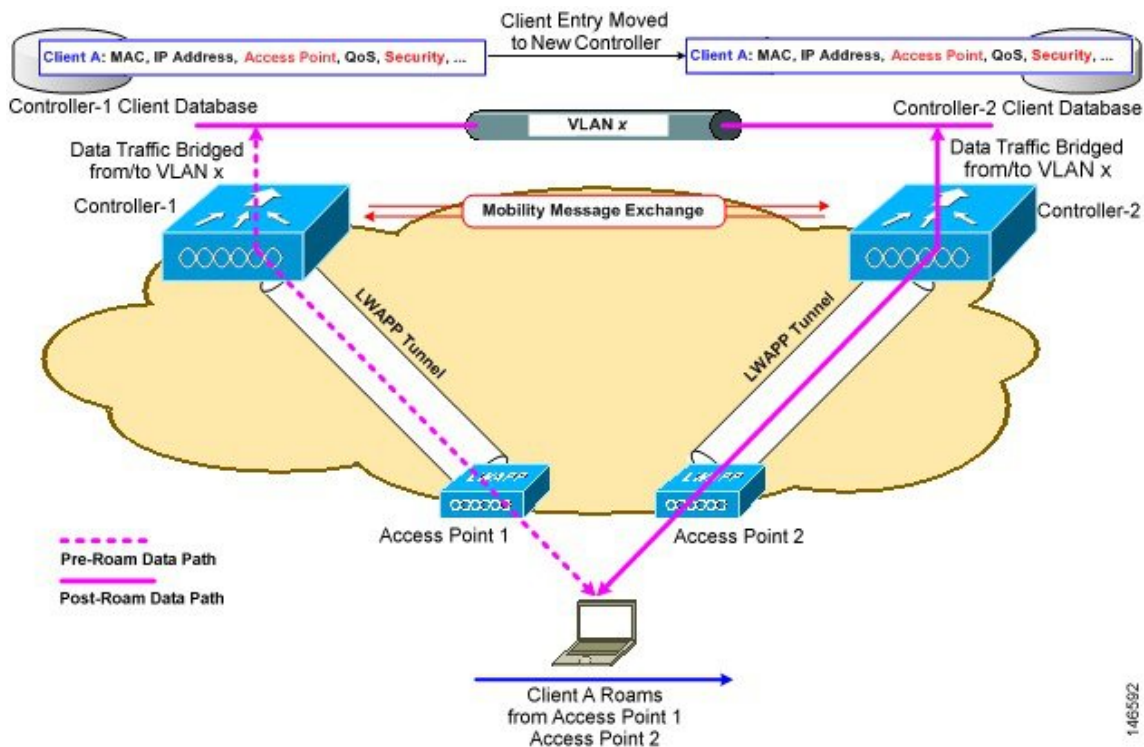 Client Entry Moved
to New Controller
Client A: MAC, IP Address, Access Point, QoS, Security, ...
Client A: MAC, IP Address, Access Point, QoS, Security, ...
Controller-1 Client Database
Controller-2 Client Database
VLAN x
Data Traffic Bridged
from/to VLAN x
Data Traffic Bridged
from/to VLAN x
Controller-1
Mobility Message Exchange
Controller-2
LWAPP Tunnel
LWAPP Tunnel
LWAPP
LWAPP
Access Point 1
Access Point 2
Pre-Roam Data Path
Post-Roam Data Path
Client A Roams
from Access Point 1
Access Point 2
146592